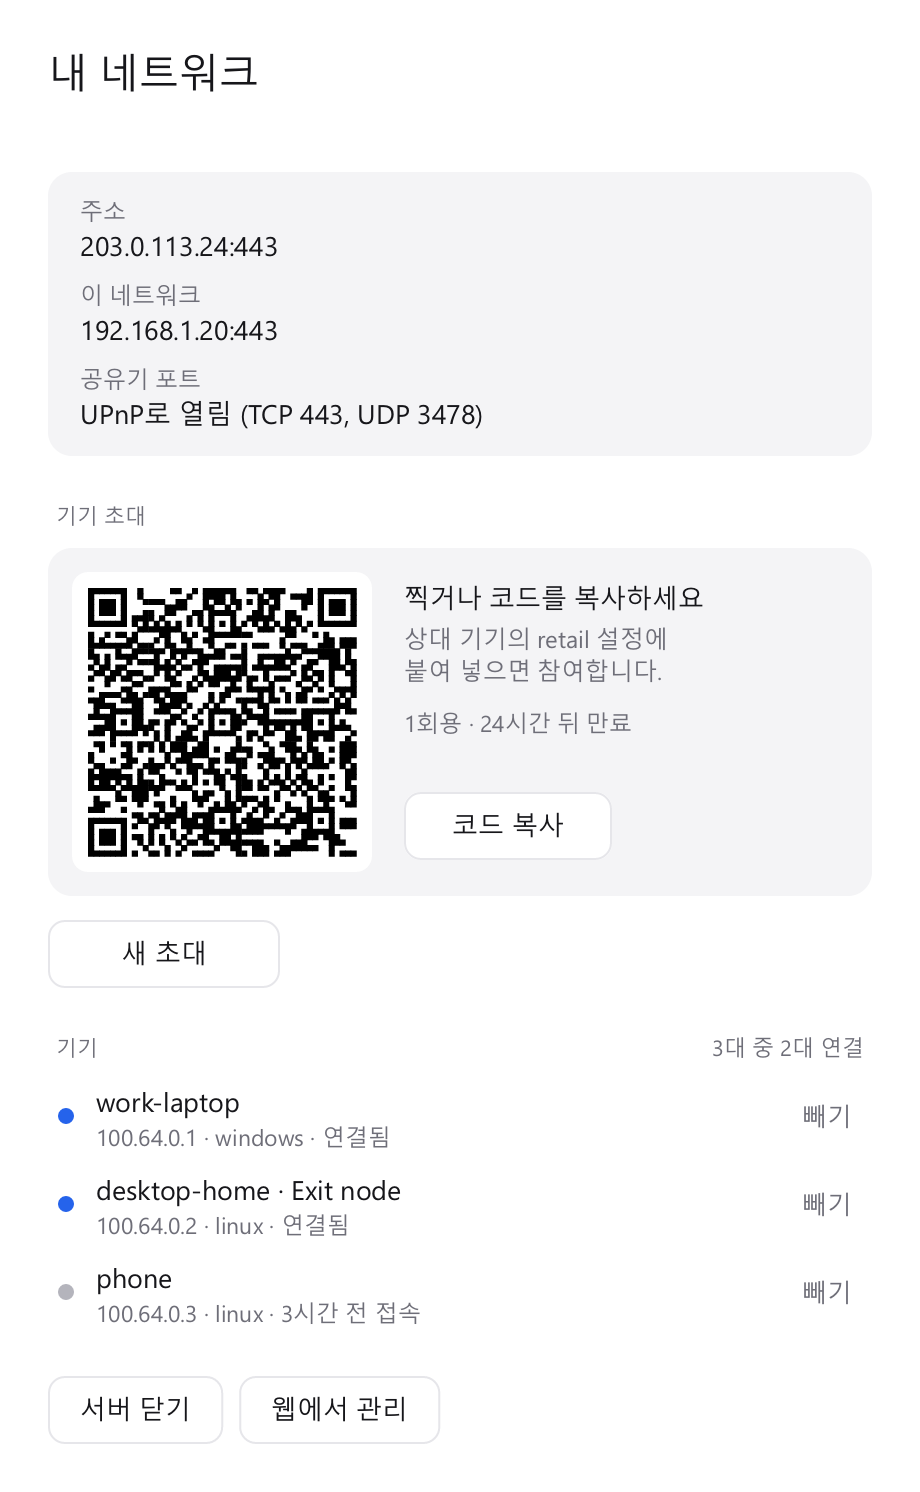 내 네트워크
주소
203.0.113.24:443
이 네트워크
192.168.1.20:443
공유기 포트
UPnP로 열림 (TCP 443, UDP 3478)
기기 초대
찍거나 코드를 복사하세요
상대 기기의 retail 설정에
붙여 넣으면 참여합니다.
1회용 · 24시간 뒤 만료
코드 복사
새 초대
기기
3대 중 2대 연결
work-laptop
100.64.0.1 · windows · 연결됨
빼기
desktop-home · Exit node
100.64.0.2 · linux · 연결됨
빼기
phone
100.64.0.3 · linux · 3시간 전 접속
빼기
서버 닫기
웹에서 관리